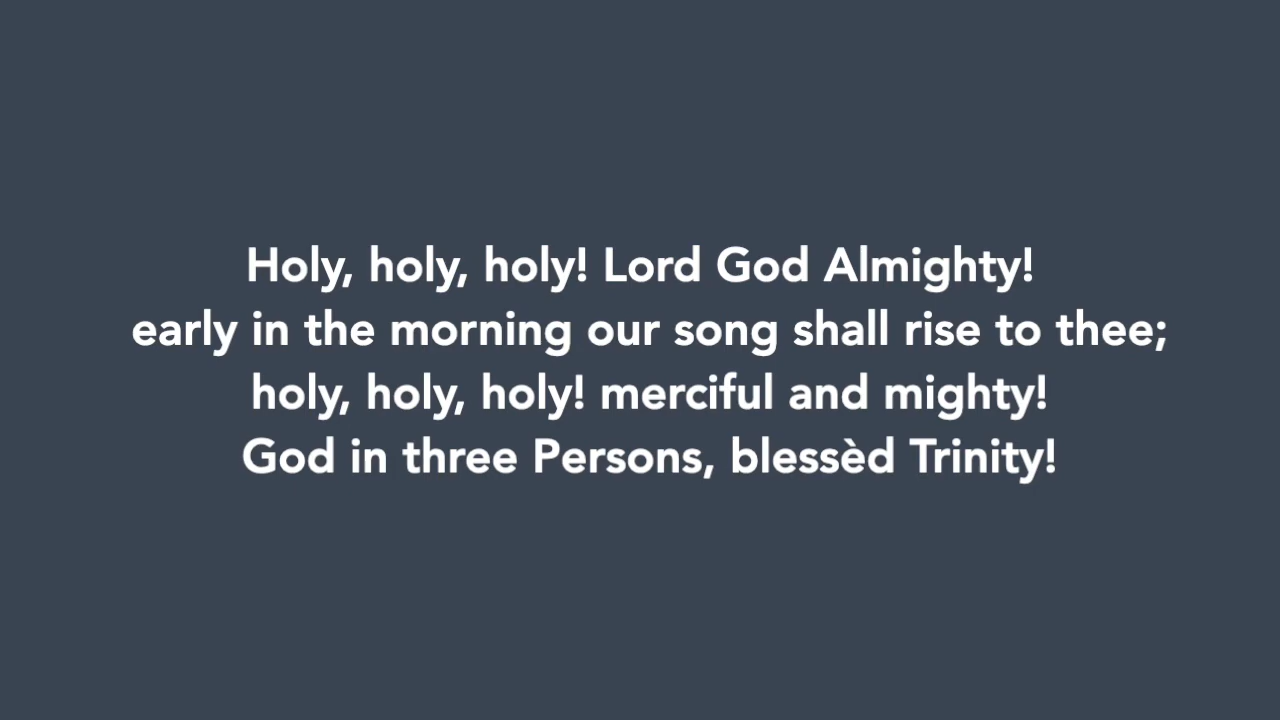 Holy, holy, holy! Lord God Almighty!
early in the morning our song shall rise to thee;
holy, holy, holy! merciful and mighty!
God in three Persons, blessèd Trinity!